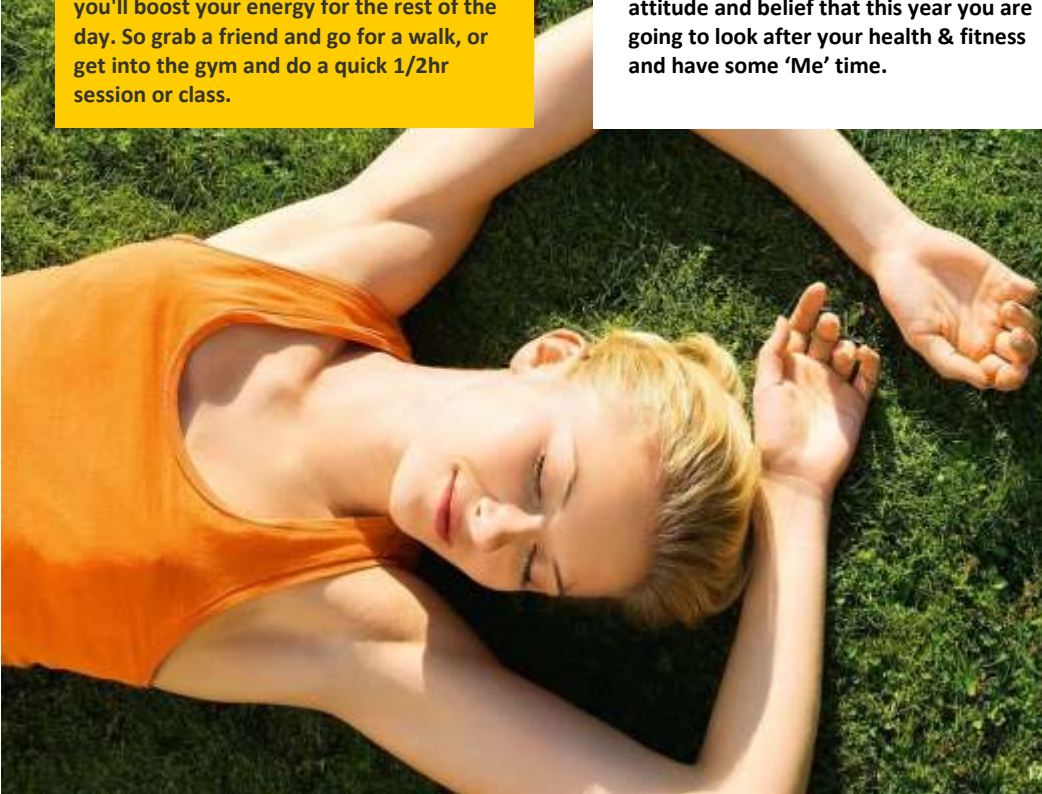 you'll boost your energy for the rest of the
day. So grab a friend and go for a walk, or
get into the gym and do a quick 1/2hr
session or class.
attitude and belief that this year you are
going to look after your health & fitness
and have some ‘Me’ time.